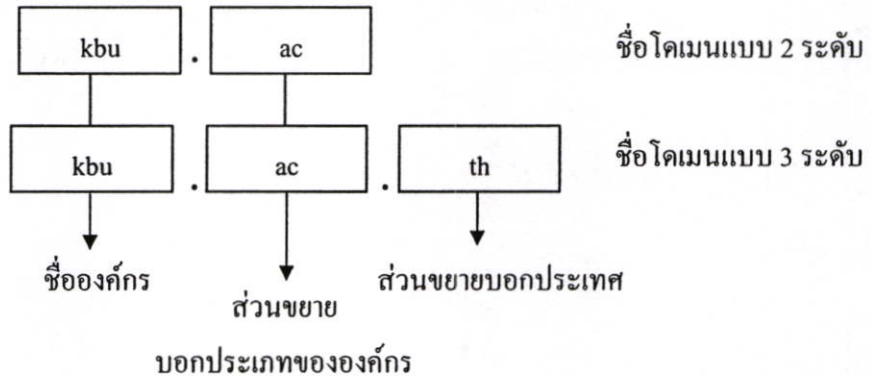 kbu . ac ชื่อโดเมนแบบ 2 ระดับ
kbu . ac . th ชื่อโดเมนแบบ 3 ระดับ
ชื่อองค์กร ส่วนขยายบอกประเทศ
ส่วนขยาย
บอกประเภทขององค์กร